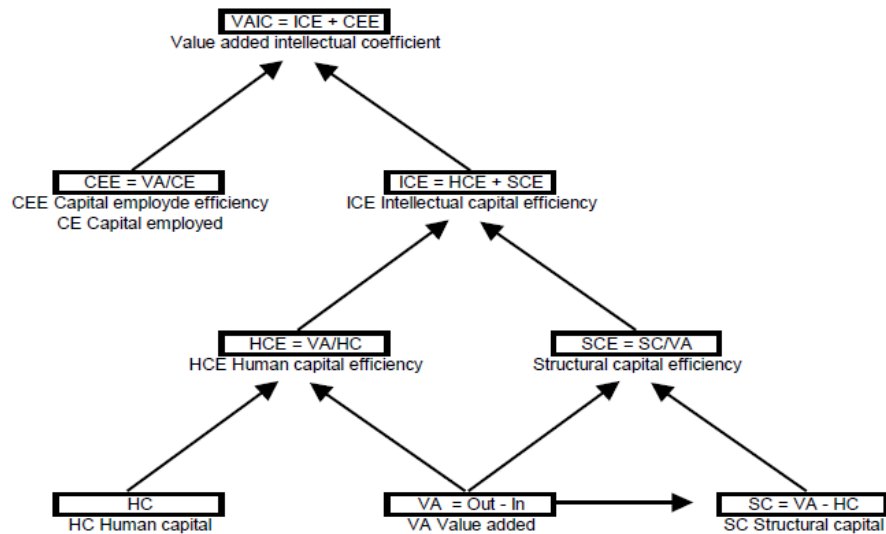 VAIC = ICE + CEE
Value added intellectual coefficient
CEE = VA/CE
CEE Capital employde efficiency
CE Capital employed
ICE = HCE + SCE
ICE Intellectual capital efficiency
HCE = VA/HC
HCE Human capital efficiency
SCE = SC/VA
Structural capital efficiency
HC
HC Human capital
VA = Out - In
VA Value added
SC = VA - HC
SC Structural capital